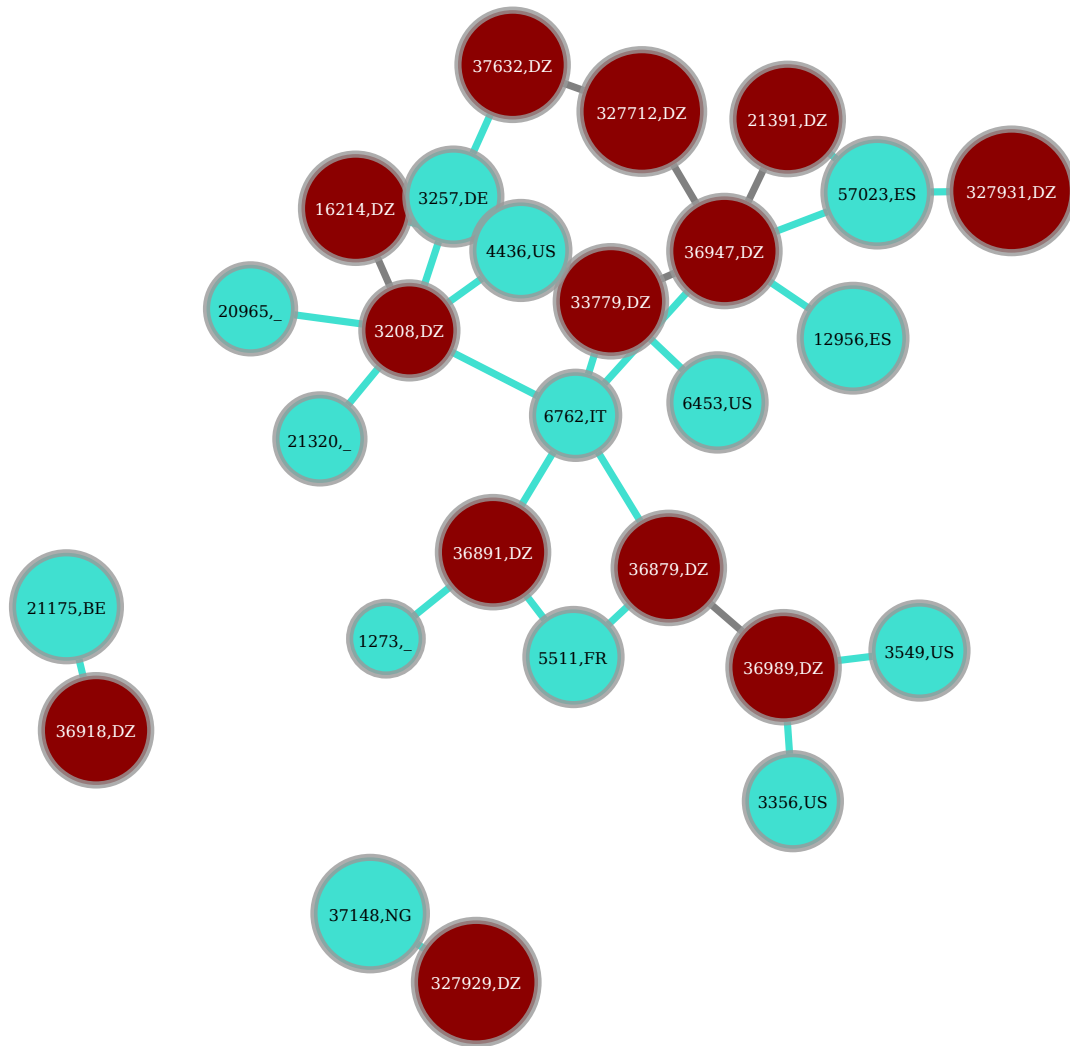 37632,DZ
327712,DZ
21391,DZ
57023,ES
327931,DZ
3257,DE
16214,DZ
4436,US
36947,DZ
33779,DZ
20965,_
3208,DZ
12956,ES
6762,IT
6453,US
21320,_
36891,DZ
36879,DZ
21175,BE
1273,_
5511,FR
36989,DZ
3549,US
36918,DZ
3356,US
37148,NG
327929,DZ